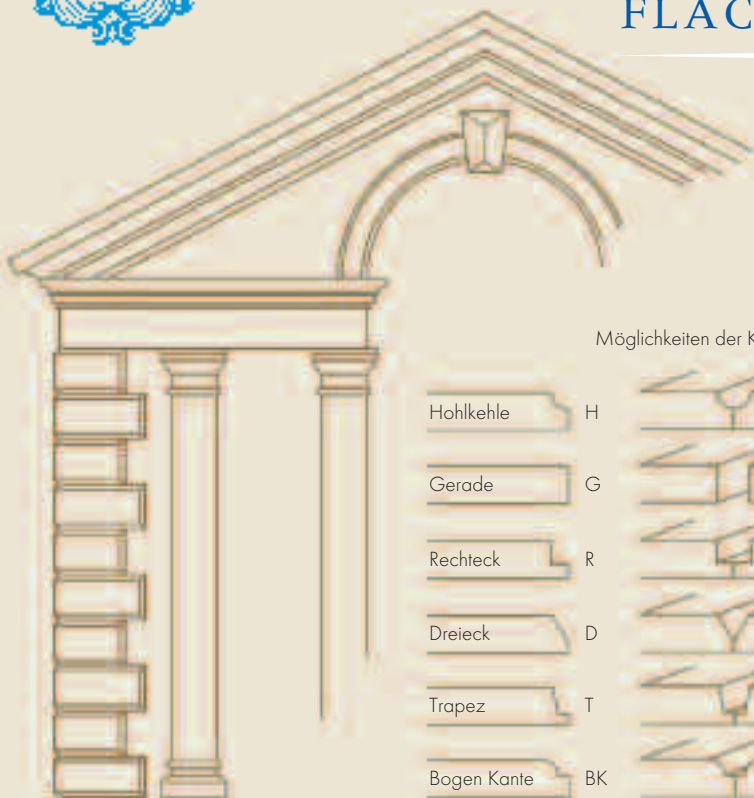 FLAC
Möglichkeiten der K
Hohlkehle H
Gerade G
Rechteck R
Dreieck D
Trapez T
Bogen Kante BK